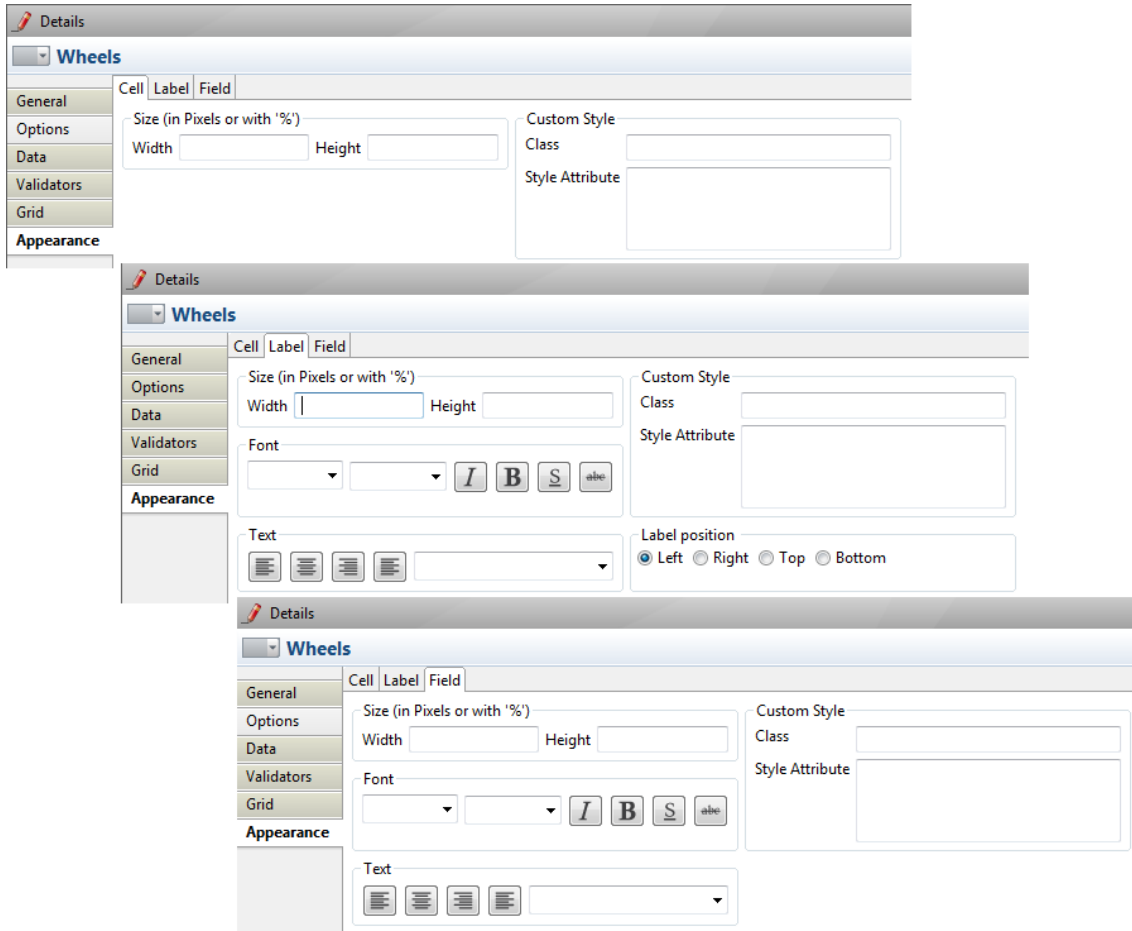 Details
Wheels
Cell Label Field
General
Options
Data
Validators
Grid
Appearance
Size (in Pixels or with '%')
Width Height
Custom Style
Class
Style Attribute
Details
Wheels
Cell Label Field
General
Options
Data
Validators
Grid
Appearance
Size (in Pixels or with '%')
Width Height
Font
I B S abc
Text
Custom Style
Class
Style Attribute
Label position
Left Right Top Bottom
Details
Wheels
Cell Label Field
General
Options
Data
Validators
Grid
Appearance
Size (in Pixels or with '%')
Width Height
Font
I B S abc
Text
Custom Style
Class
Style Attribute